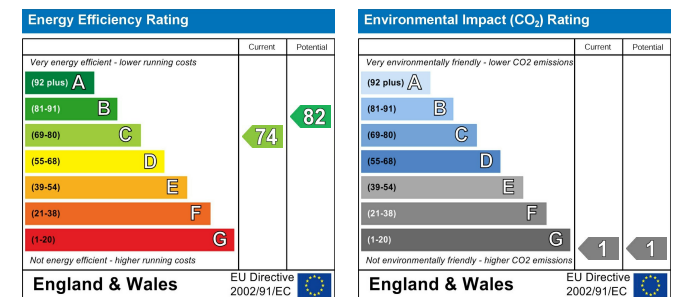 Energy Efficiency Rating
Current Potential
Very energy efficient - lower running costs
(92 plus) A
(81-91) B
(69-80) C
(55-68) D
(39-54) E
(21-38) F
(1-20) G
74
82
Not energy efficient - higher running costs
England & Wales
EU Directive
2002/91/EC
Environmental Impact (CO2) Rating
Current Potential
Very environmentally friendly - lower CO2 emissions
(92 plus) A
(81-91) B
(69-80) C
(55-68) D
(39-54) E
(21-38) F
(1-20) G
1
1
Not environmentally friendly - higher CO2 emissions
England & Wales
EU Directive
2002/91/EC